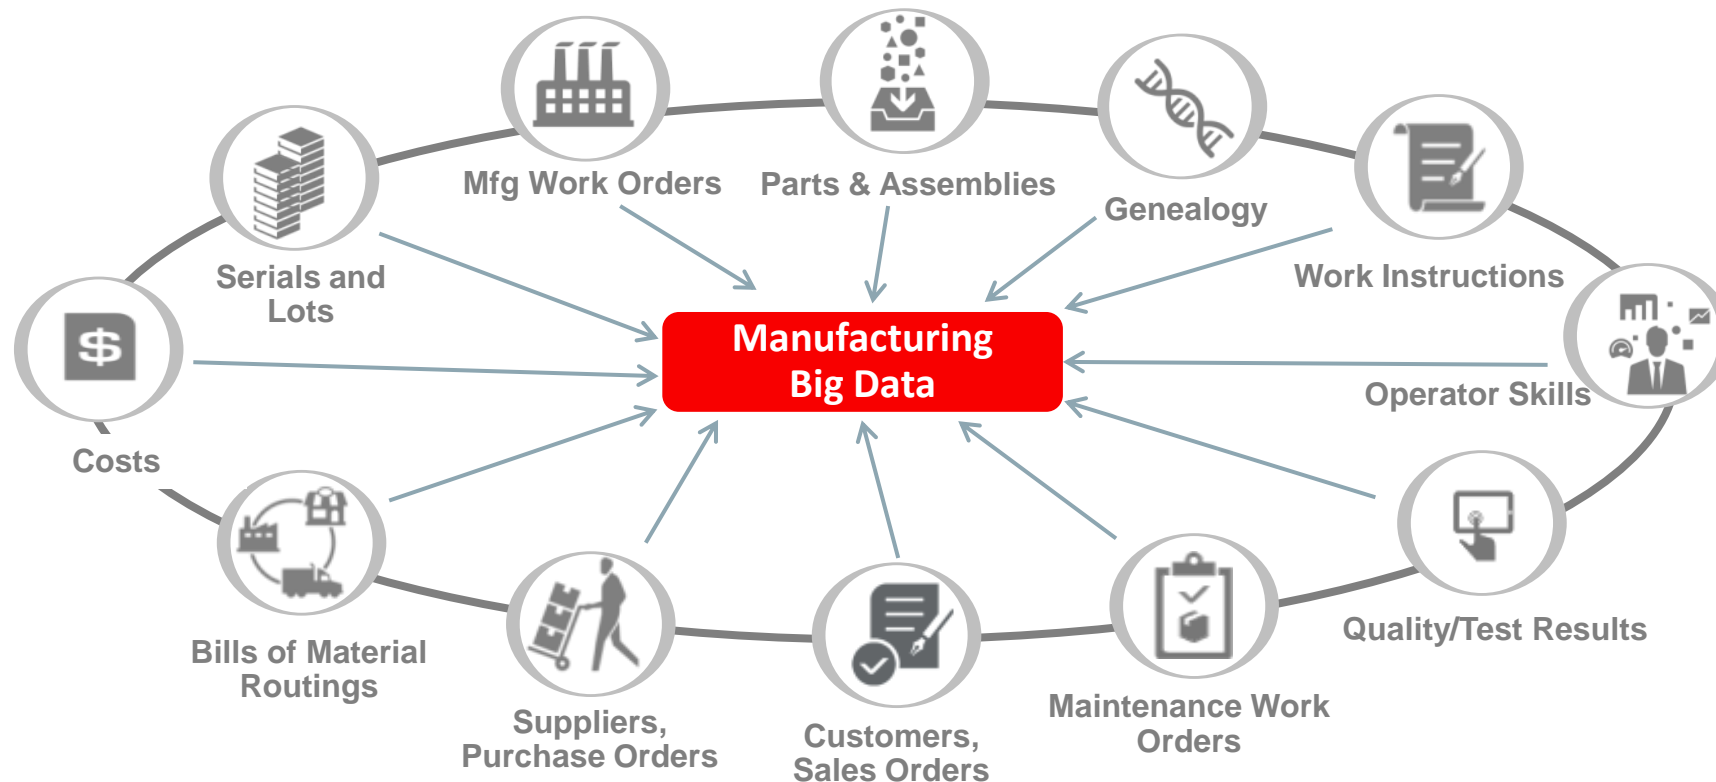 Mfg Work Orders
Parts & Assemblies
Genealogy
Work Instructions
Serials and
Lots
Manufacturing
Big Data
$
Operator Skills
Costs
Bills of Material
Routings
Suppliers,
Purchase Orders
Customers,
Sales Orders
Maintenance Work
Orders
Quality/Test Results